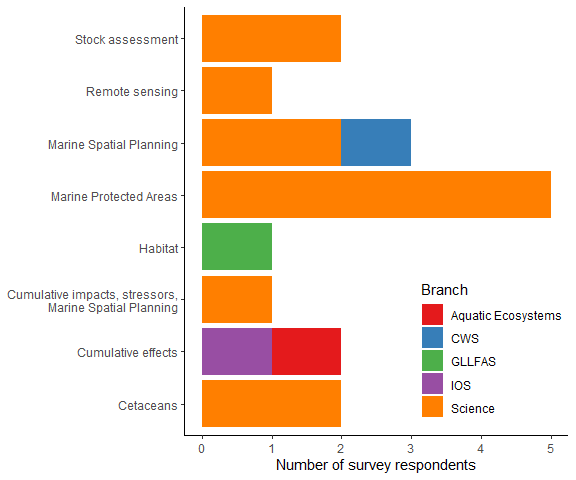 Stock assessment
Remote sensing
Marine Spatial Planning
Marine Protected Areas
Habitat
Cumulative impacts, stressors,
Marine Spatial Planning
Cumulative effects
Cetaceans
Branch
Aquatic Ecosystems
CWS
GLLFAS
IOS
Science
0 1 2 3 4 5
Number of survey respondents